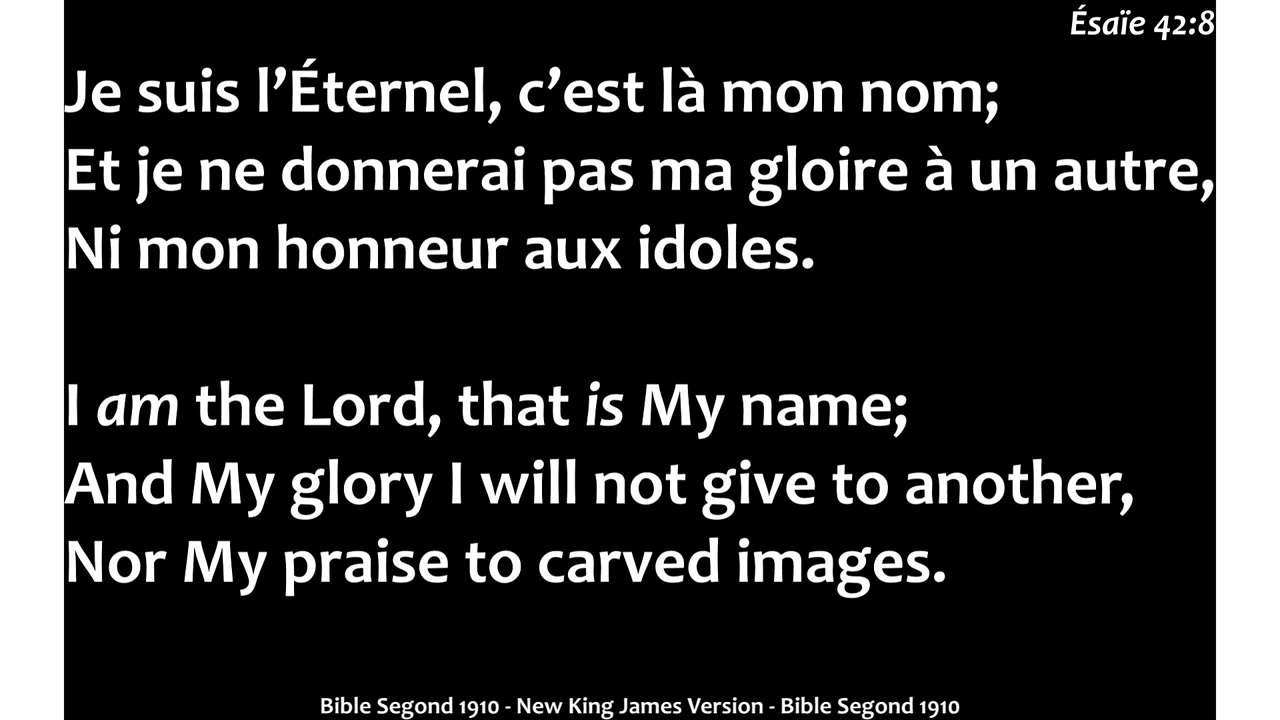 Ésaïe 42:8
Je suis l’Éternel, c’est là mon nom;
Et je ne donnerai pas ma gloire à un autre,
Ni mon honneur aux idoles.
I am the Lord, that is My name;
And My glory I will not give to another,
Nor My praise to carved images.
Bible Segond 1910 - New King James Version - Bible Segond 1910